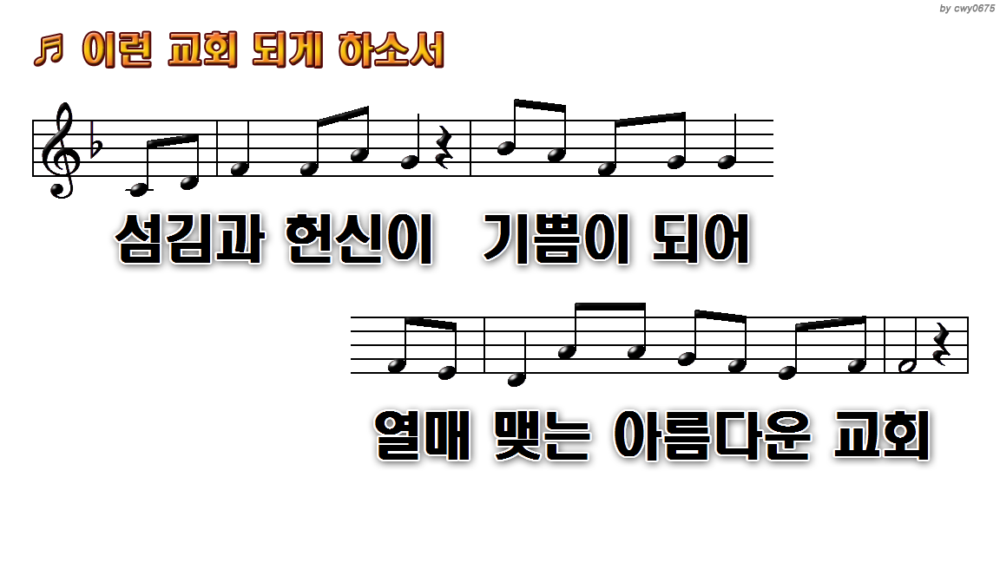 by cwy0675
♬ 이런 교회 되게 하소서
섬김과 헌신이 기쁨이 되어
열매 맺는 아름다운 교회